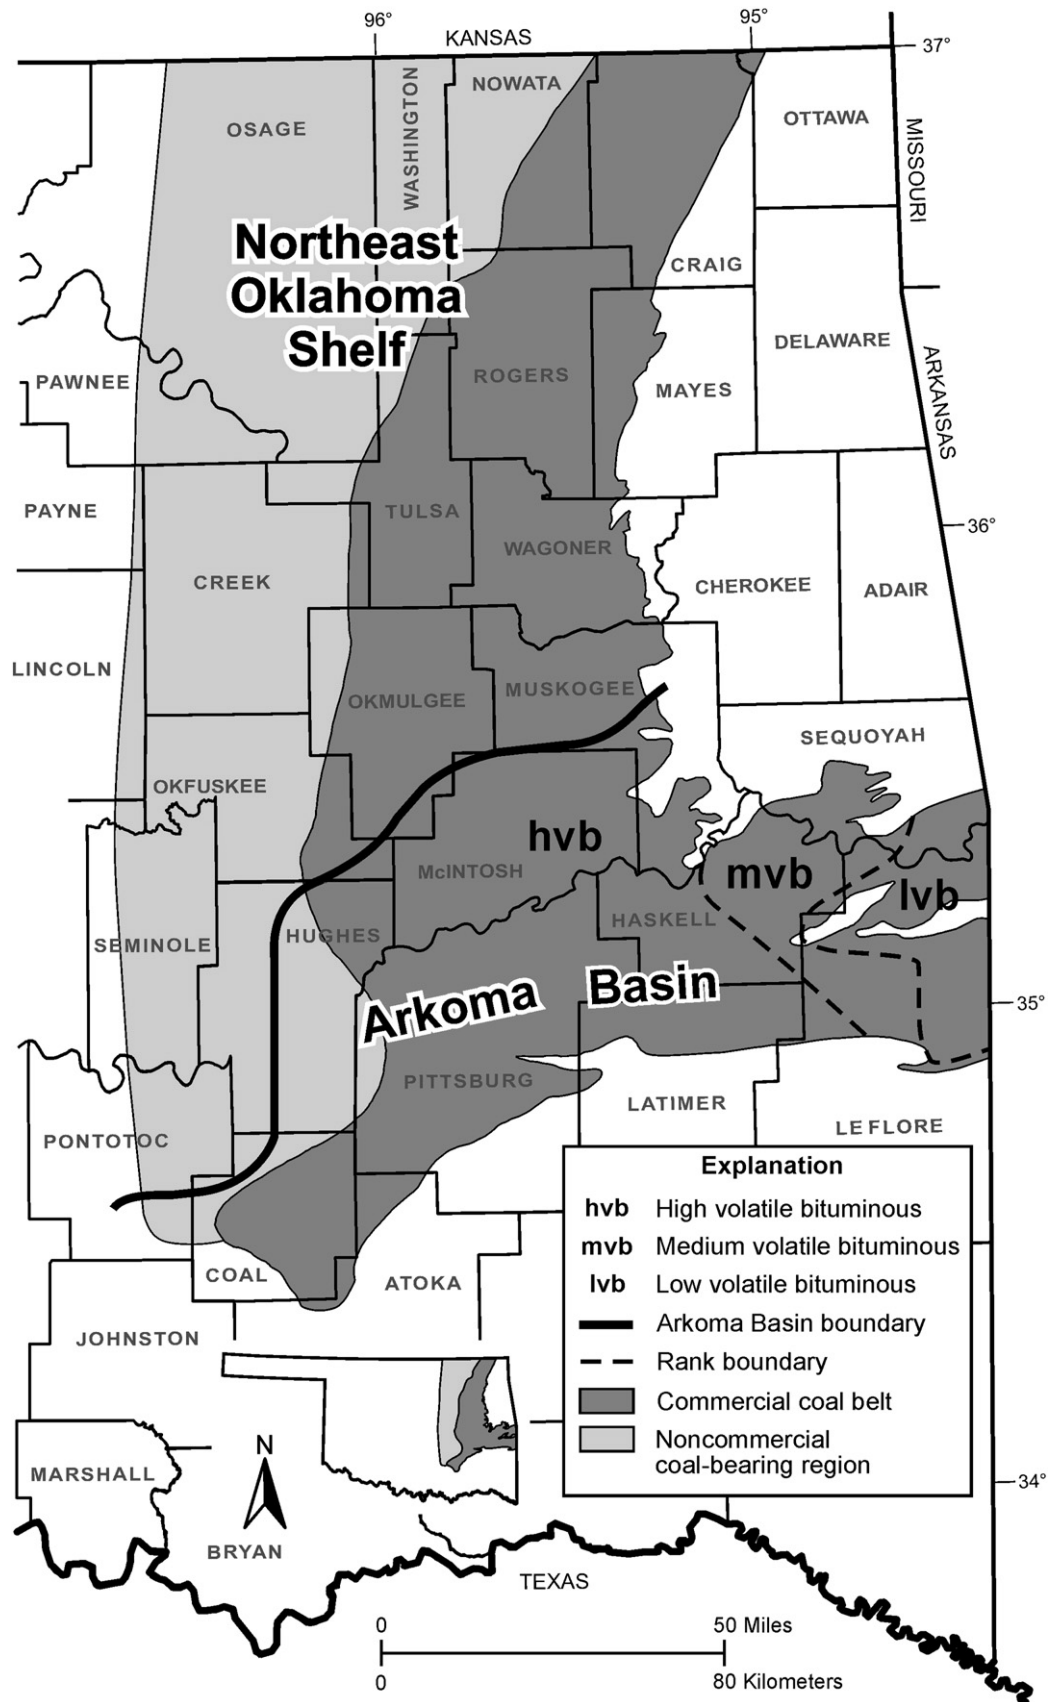 96°
95°
KANSAS
37°
NOWATA
WASHINGTON
OSAGE
OTTAWA
MISSOURI
Northeast
Oklahoma
Shelf
CRAIG
DELAWARE
ARKANSAS
PAWNEE
ROGERS
MAYES
PAYNE
TULSA
36°
WAGONER
CREEK
CHEROKEE
ADAIR
LINCOLN
OKMULGEE
MUSKOGEE
SEQUOYAH
OKFUSKEE
hvb
McINTOSH
mvb
lvb
HASKELL
SEMINOLE
HUGHES
Arkoma Basin
35°
PITTSBURG
LATIMER
LE FLORE
PONTOTOC
COAL
ATOKA
JOHNSTON
Explanation
hvb High volatile bituminous
mvb Medium volatile bituminous
lvb Low volatile bituminous
Arkoma Basin boundary
Rank boundary
Commercial coal belt
Noncommercial
coal-bearing region
N
MARSHALL
34°
BRYAN
TEXAS
0 50 Miles
0 80 Kilometers